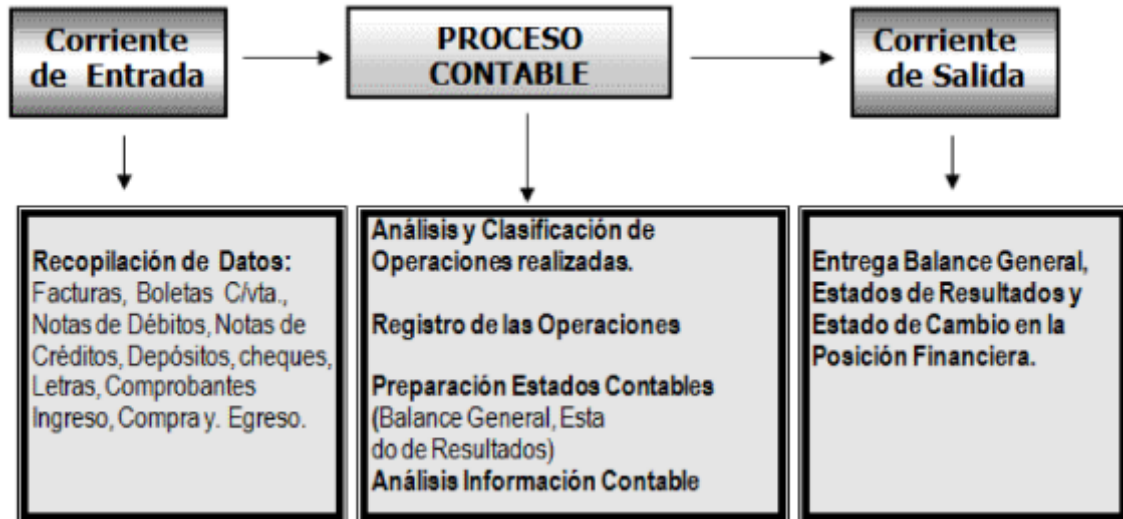 Corriente
de Entrada
PROCESO
CONTABLE
Corriente
de Salida
Recopilación de Datos:
Facturas, Boletas C/vta.,
Notas de Débitos, Notas de
Créditos, Depósitos, cheques,
Letras, Comprobantes
Ingreso, Compra y. Egreso.
Análisis y Clasificación de
Operaciones realizadas.
Registro de las Operaciones
Preparación Estados Contables
(Balance General, Esta
do de Resultados)
Análisis Información Contable
Entrega Balance General,
Estados de Resultados y
Estado de Cambio en la
Posición Financiera.